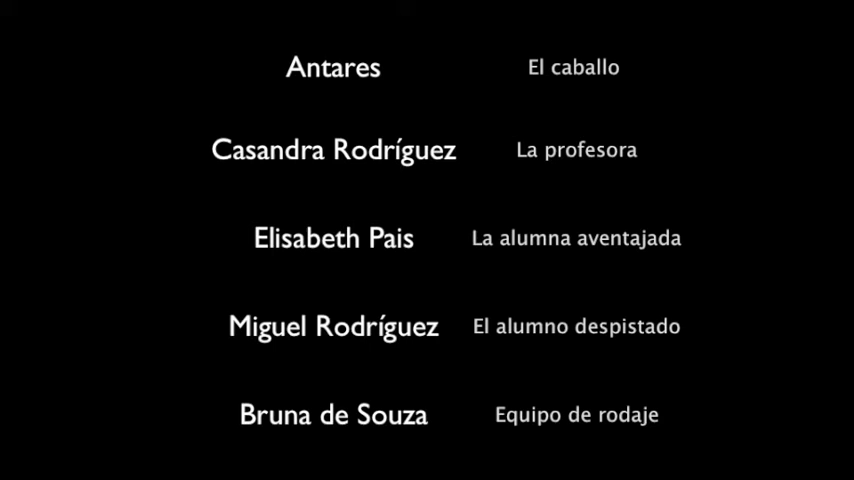 Antares El caballo
Casandra Rodríguez La profesora
Elisabeth Pais La alumna aventajada
Miguel Rodríguez El alumno despistado
Bruna de Souza Equipo de rodaje